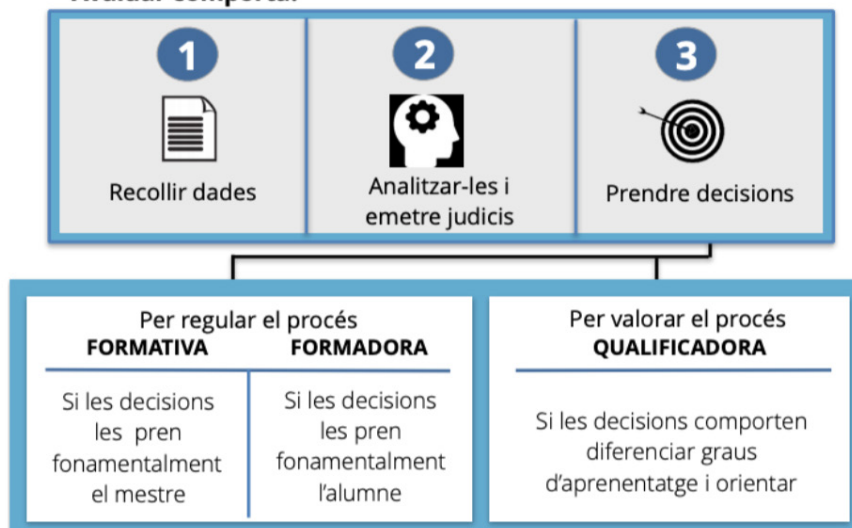 1
2
3
Recollir dades
Analitzar-les i
emetre judicis
Prendre decisions
Per regular el procés
FORMATIVA
FORMADORA
Si les decisions
les pren
fonamentalment
el mestre
Si les decisions
les pren
fonamentalment
l'alumne
Per valorar el procés
QUALIFICADORA
Si les decisions comporten
diferenciar graus
d'aprenentatge i orientar